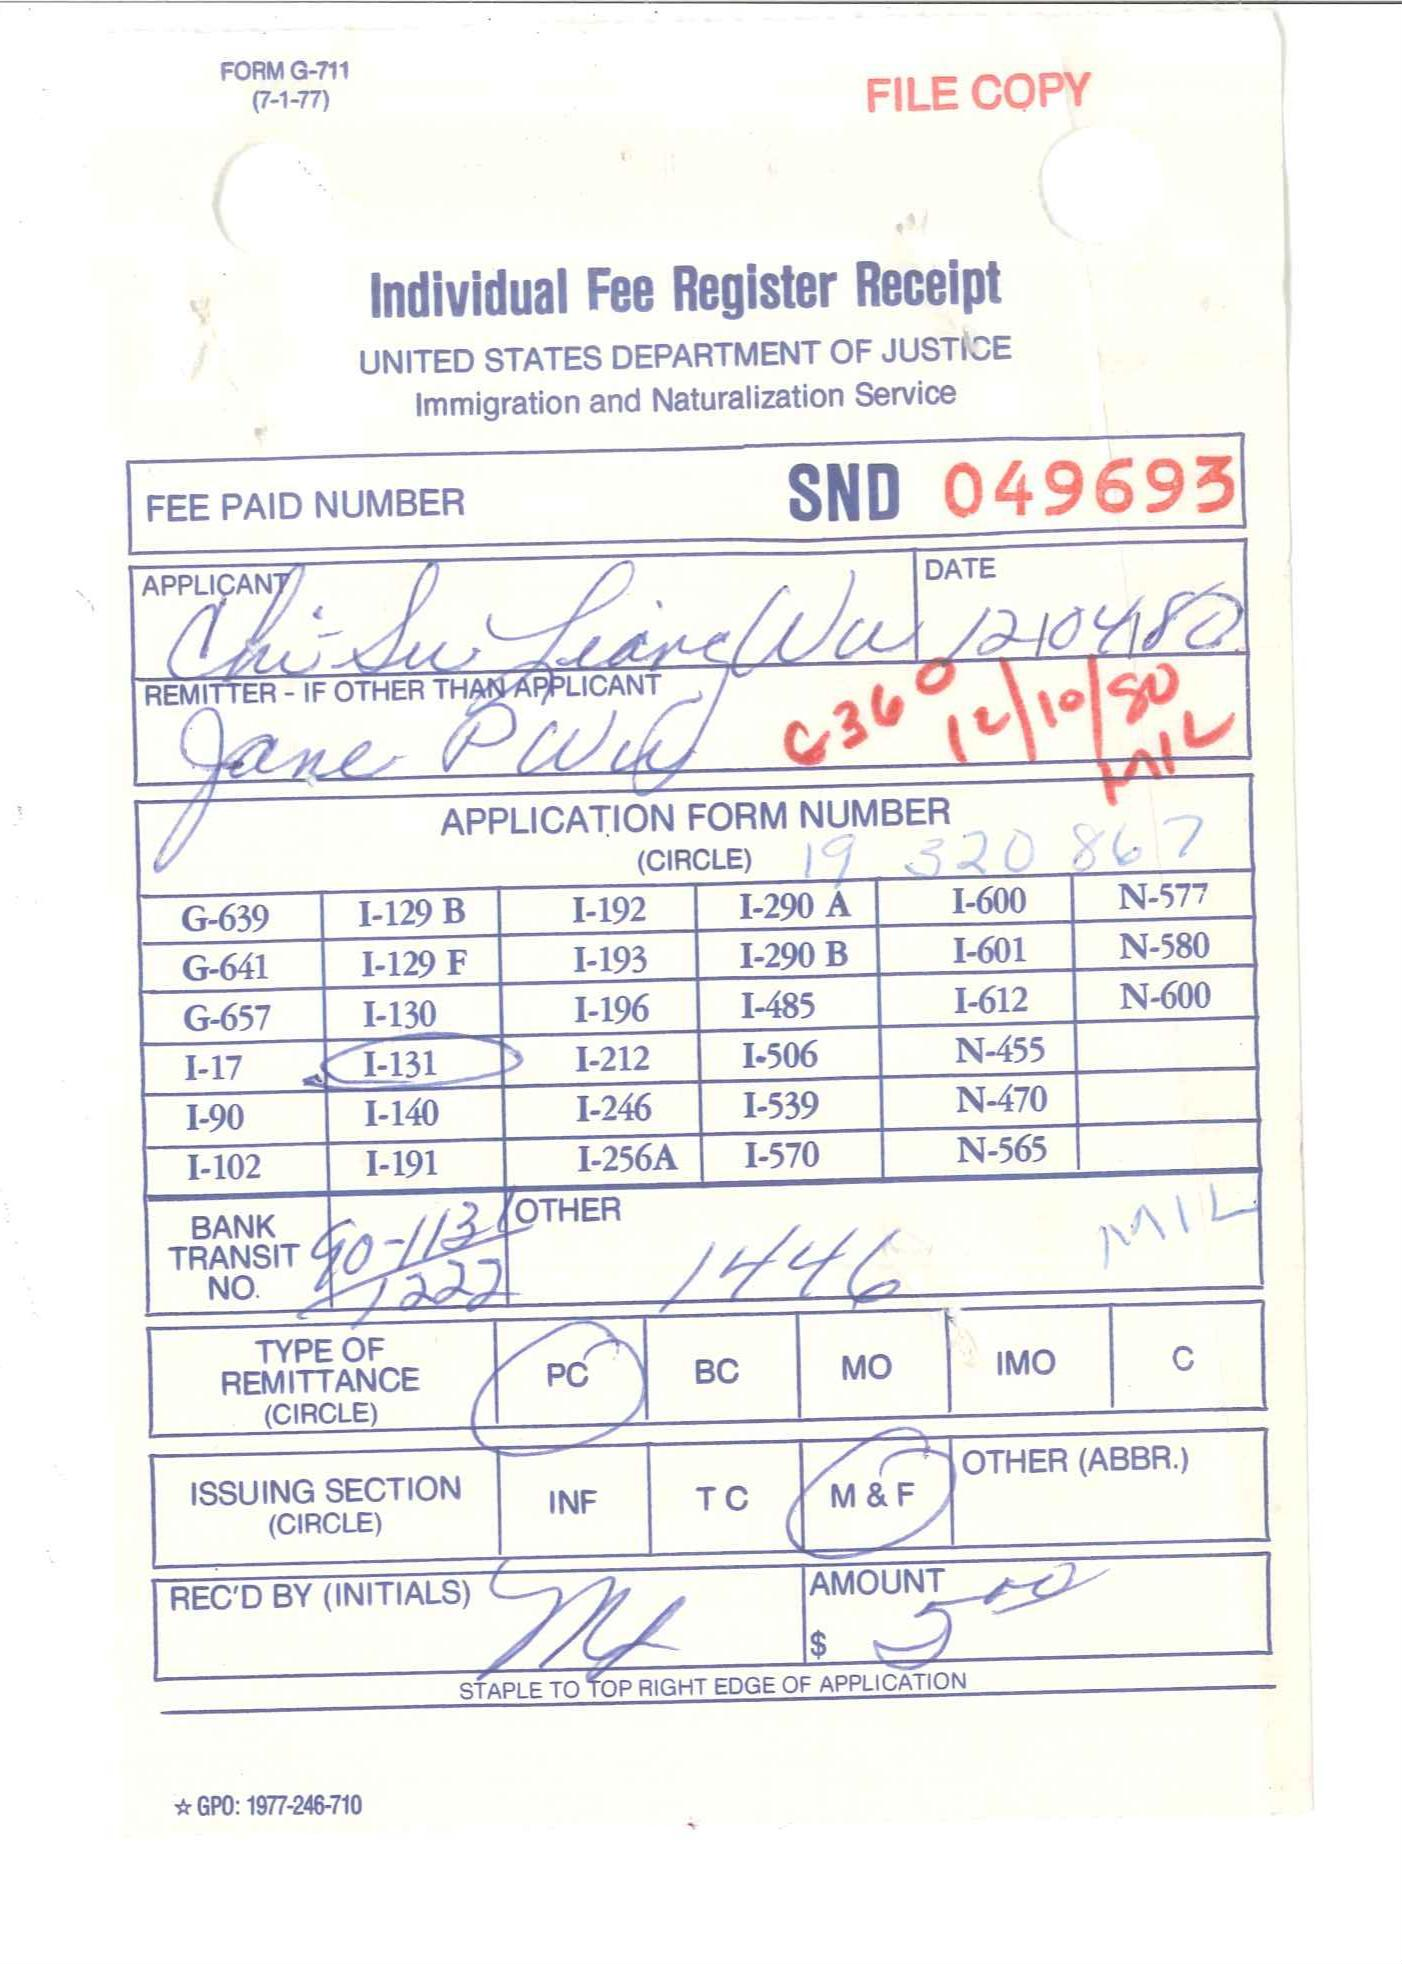 FORM G-711
(7-1-77)
FILE COPY
Individual Fee Register Receipt
UNITED STATES DEPARTMENT OF JUSTICE
Immigration and Naturalization Service
FEE PAID NUMBER SND 049693
APPLICANT DATE
Chi-Su Liang Wu 12/04/80
REMITTER - IF OTHER THAN APPLICANT
Jane P Wu G360 12/10/80
MIL
APPLICATION FORM NUMBER
(CIRCLE) 19 320 867
G-639 I-129 B I-192 I-290 A I-600 N-577
G-641 I-129 F I-193 I-290 B I-601 N-580
G-657 I-130 I-196 I-485 I-612 N-600
I-17 I-131 I-212 I-506 N-455
I-90 I-140 I-246 I-539 N-470
I-102 I-191 I-256A I-570 N-565
BANK TRANSIT NO. 90-1131/1222 OTHER 1446 MIL
TYPE OF REMITTANCE (CIRCLE) PC BC MO IMO C
ISSUING SECTION (CIRCLE) INF T C M & F OTHER (ABBR.)
REC'D BY (INITIALS) AMOUNT
$ 5 00
STAPLE TO TOP RIGHT EDGE OF APPLICATION
☆ GPO: 1977-246-710